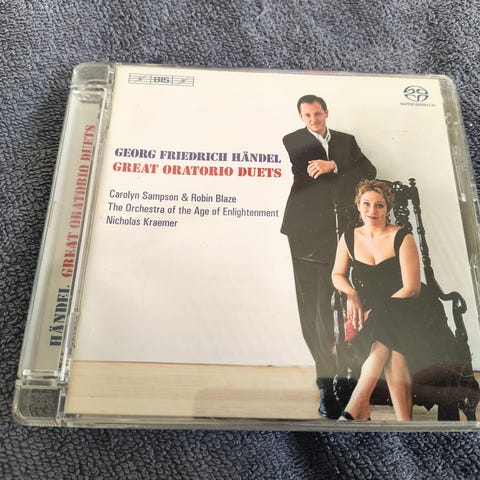 BIS
SUPER AUDIO CD
GEORG FRIEDRICH HÄNDEL
GREAT ORATORIO DUETS
Carolyn Sampson & Robin Blaze
The Orchestra of the Age of Enlightenment
Nicholas Kraemer
HÄNDEL GREAT ORATORIO DUETS